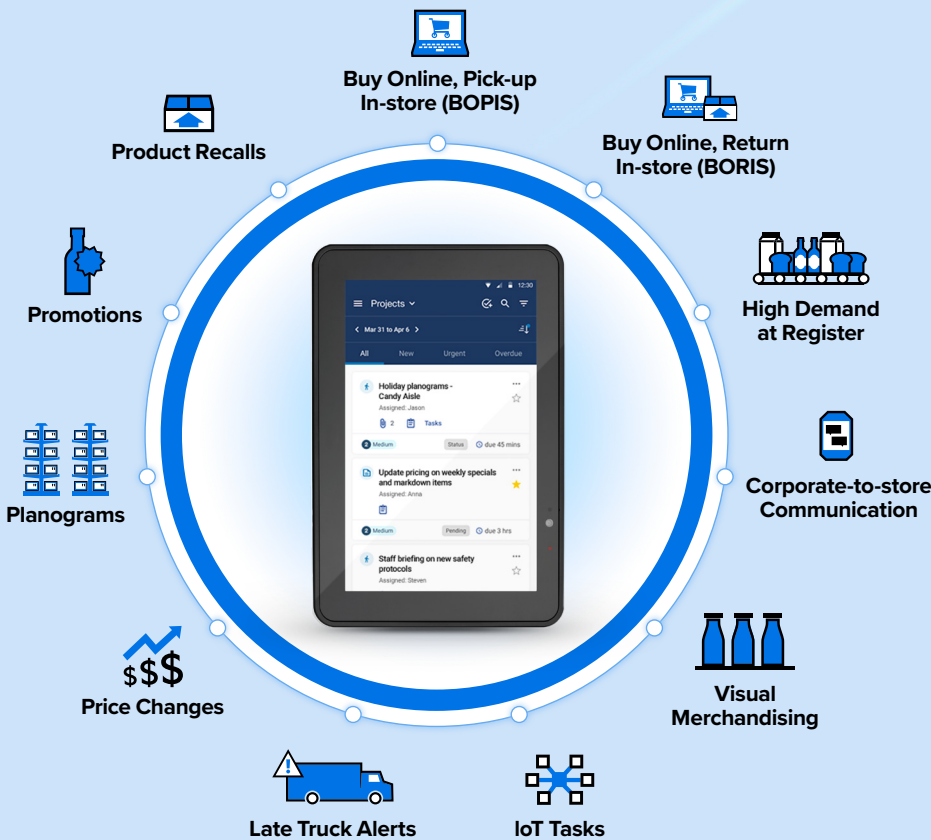 Buy Online, Pick-up
In-store (BOPIS)
Buy Online, Return
In-store (BORIS)
Product Recalls
Promotions
High Demand
at Register
Planograms
Corporate-to-store
Communication
Price Changes
$$$
Visual
Merchandising
!
Late Truck Alerts
IoT Tasks
12:30
Projects
Mar 31 to Apr 6
All New Urgent Overdue
Holiday planograms -
Candy Aisle
Assigned: Jason
2 Tasks
2 Medium Status due 45 mins
Update pricing on weekly specials
and markdown items
Assigned: Anna
2 Medium Pending due 3 hrs
Staff briefing on new safety
protocols
Assigned: Steven